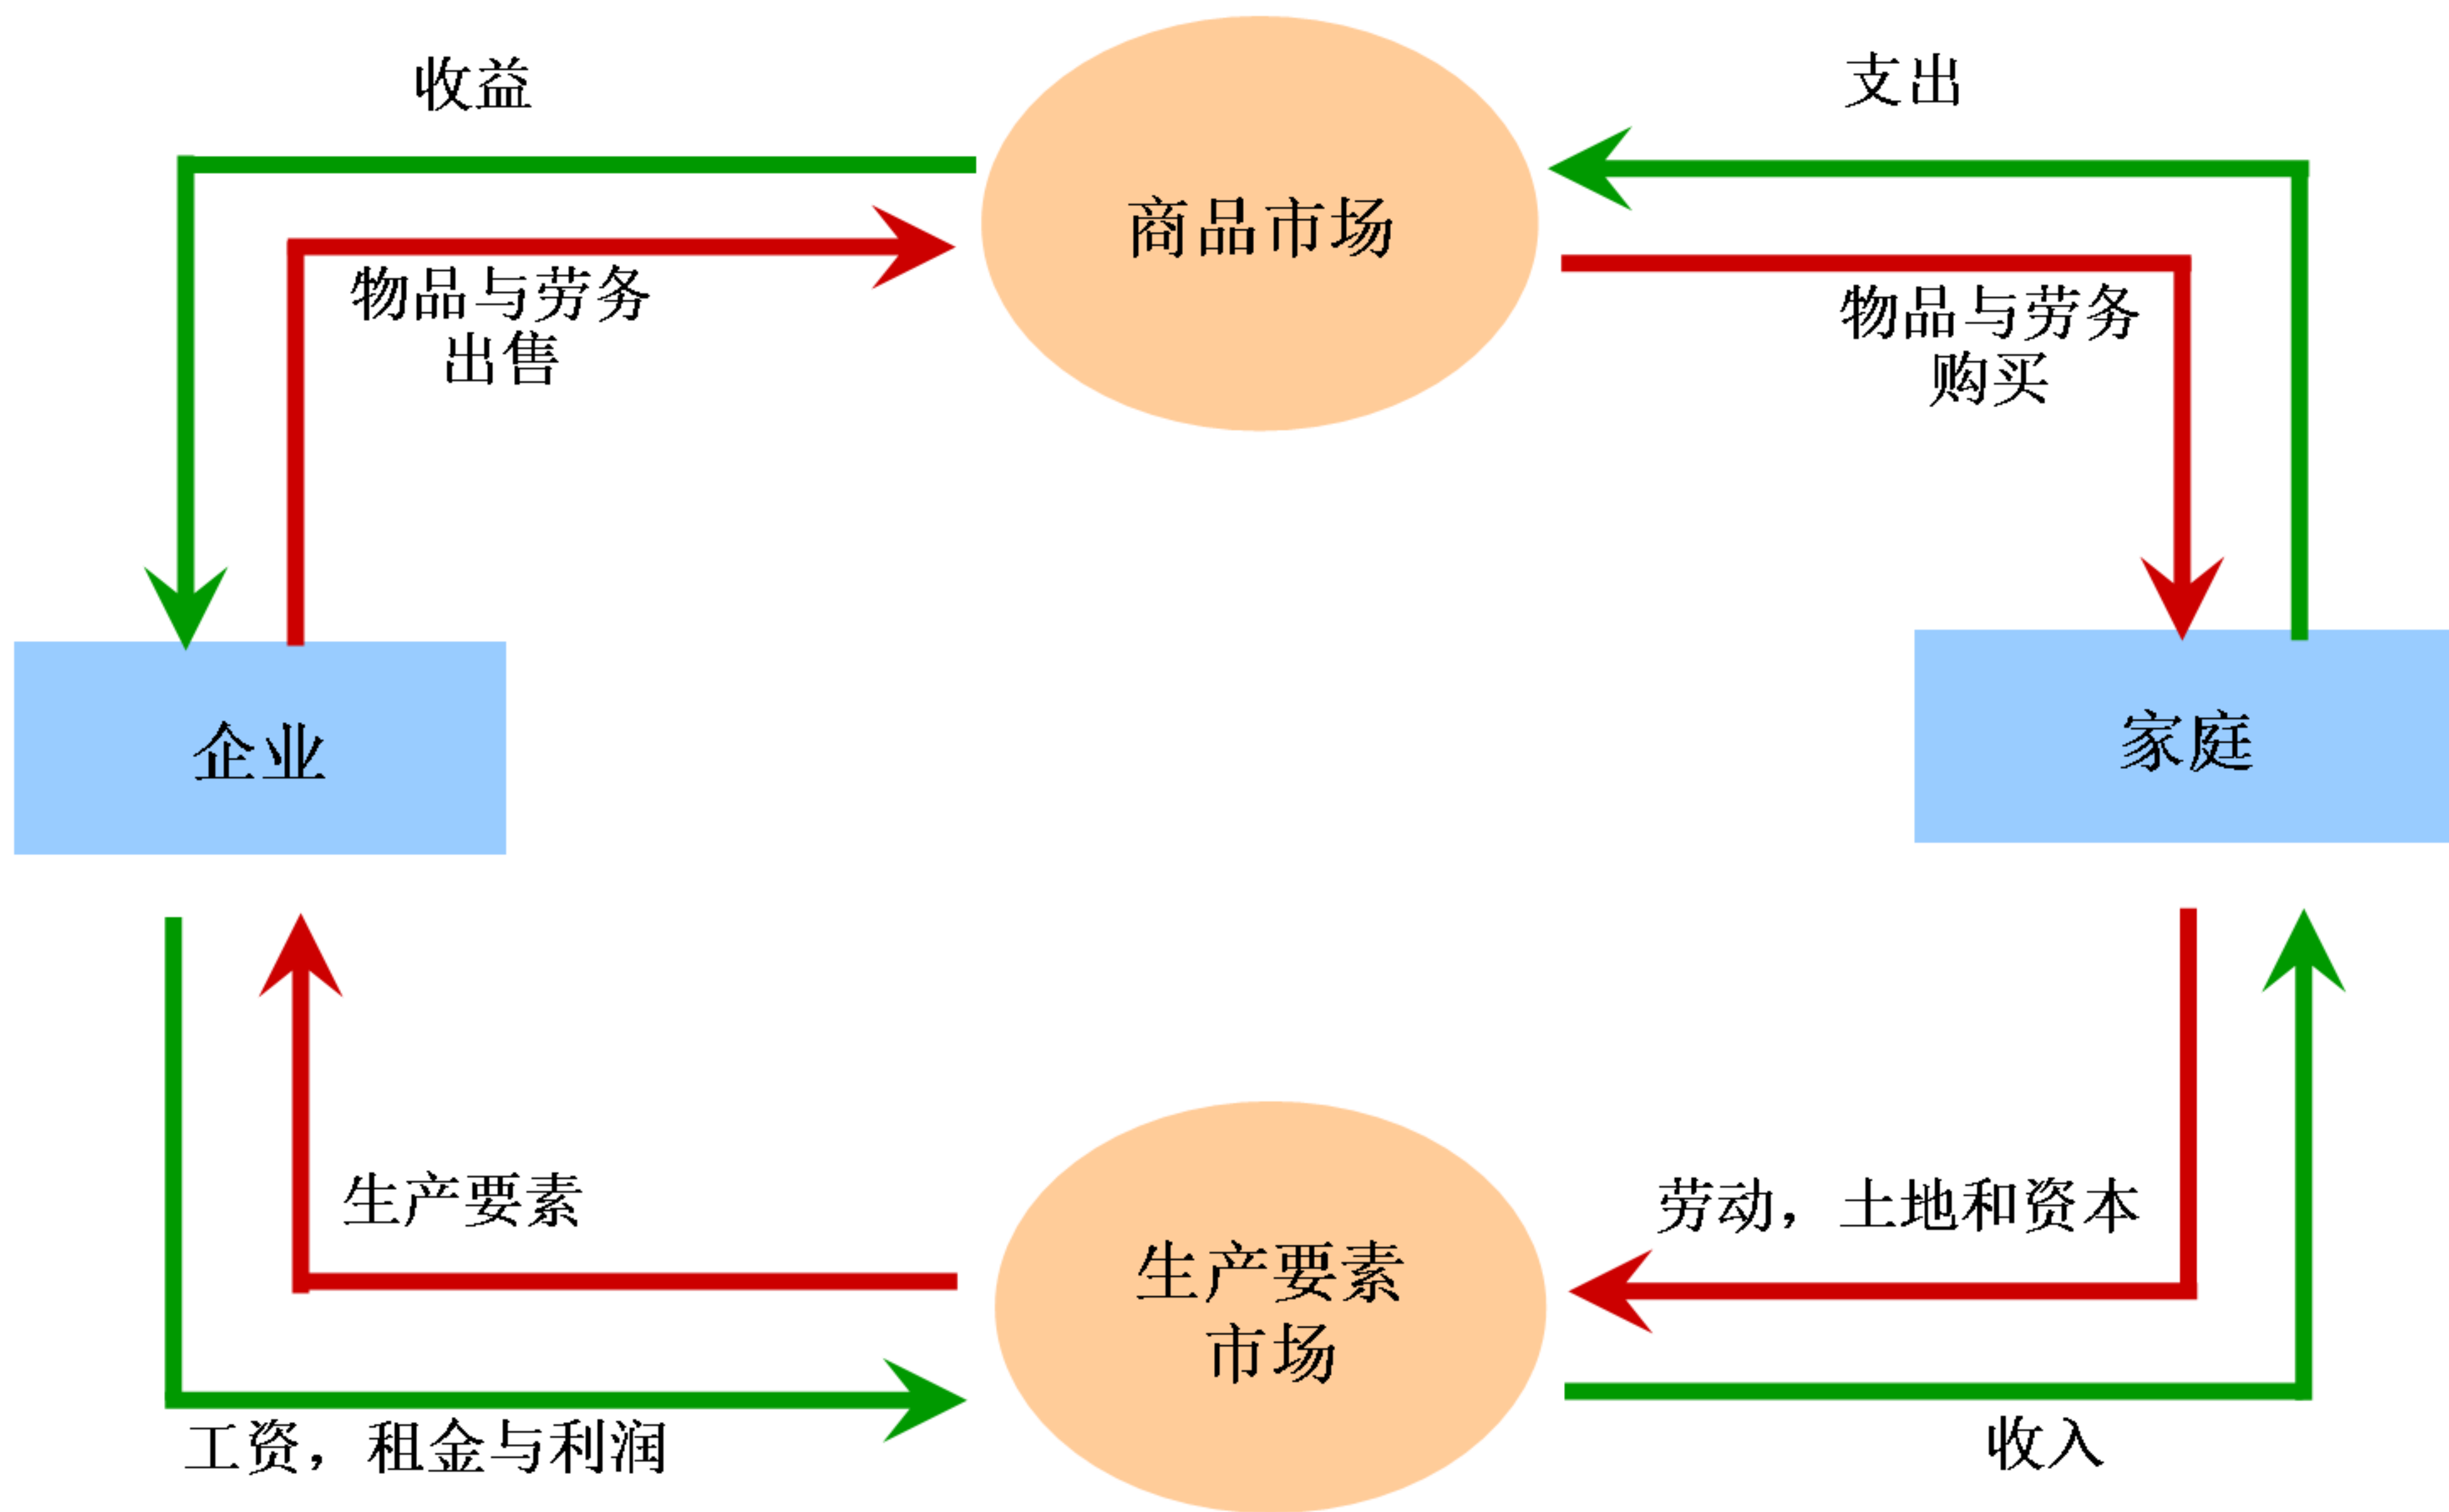 收益
支出
商品市场
物品与劳务
出售
物品与劳务
购买
企业
家庭
生产要素
劳动，土地和资本
生产要素
市场
工资，租金与利润
收入